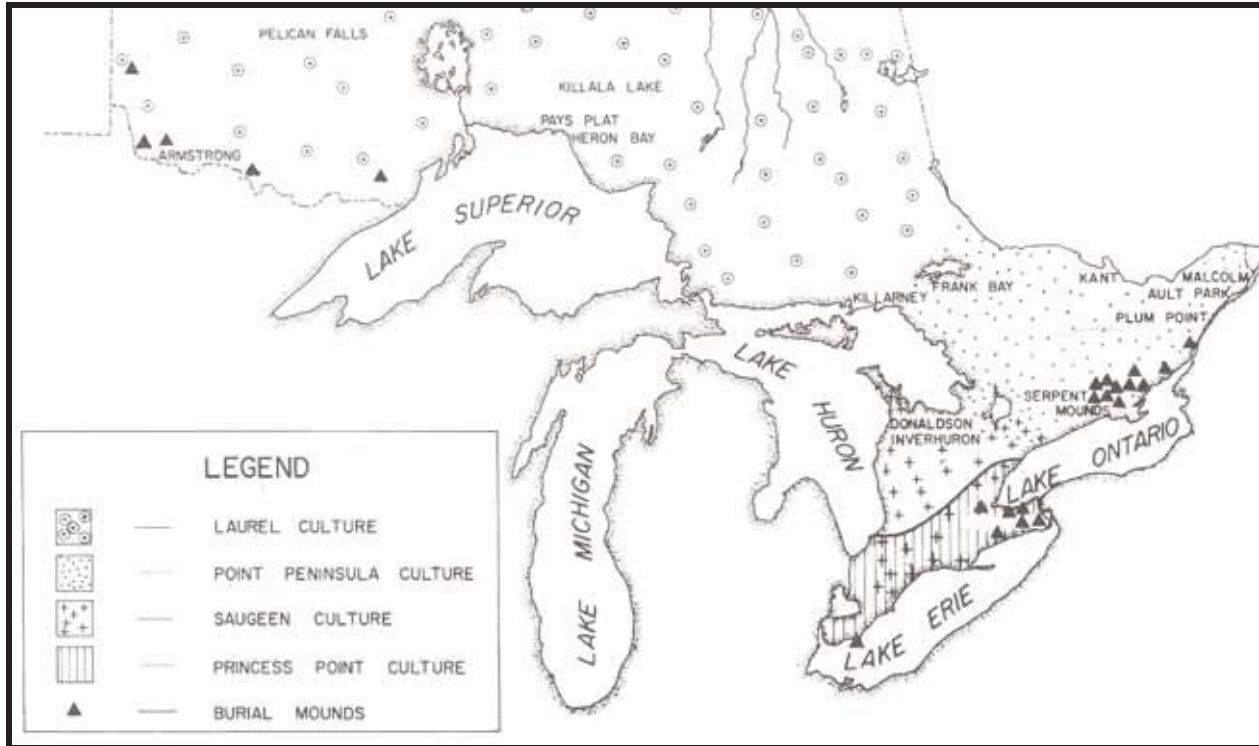 PELICAN FALLS
KILLALA LAKE
PAYS PLAT
HERON BAY
ARMSTRONG
LAKE SUPERIOR
KILLARNEY
FRANK BAY
KANT
MALCOLM
AULT PARK
PLUM POINT
LAKE HURON
SERPENT
MOUNDS
DONALDSON
INVERHURON
LAKE ONTARIO
LAKE MICHIGAN
LAKE ERIE
LEGEND
LAUREL CULTURE
POINT PENINSULA CULTURE
SAUGEEN CULTURE
PRINCESS POINT CULTURE
BURIAL MOUNDS